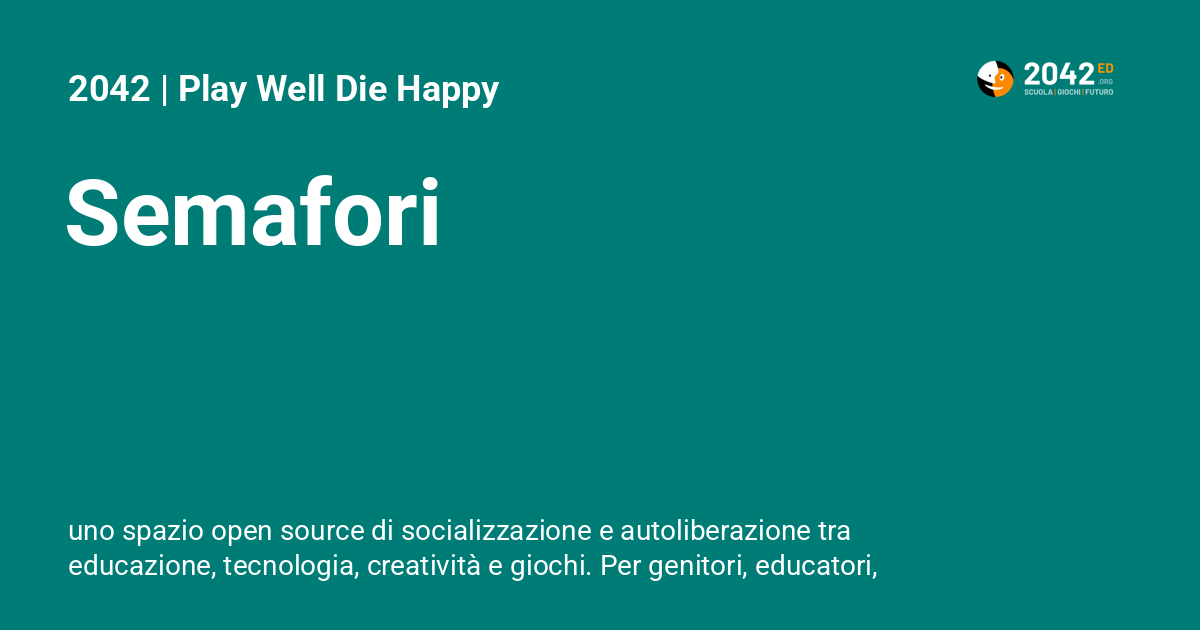 2042 | Play Well Die Happy
2042 ED
.ORG
SCUOLA | GIOCHI | FUTURO
Semafori
uno spazio open source di socializzazione e autoliberazione tra
educazione, tecnologia, creatività e giochi. Per genitori, educatori,